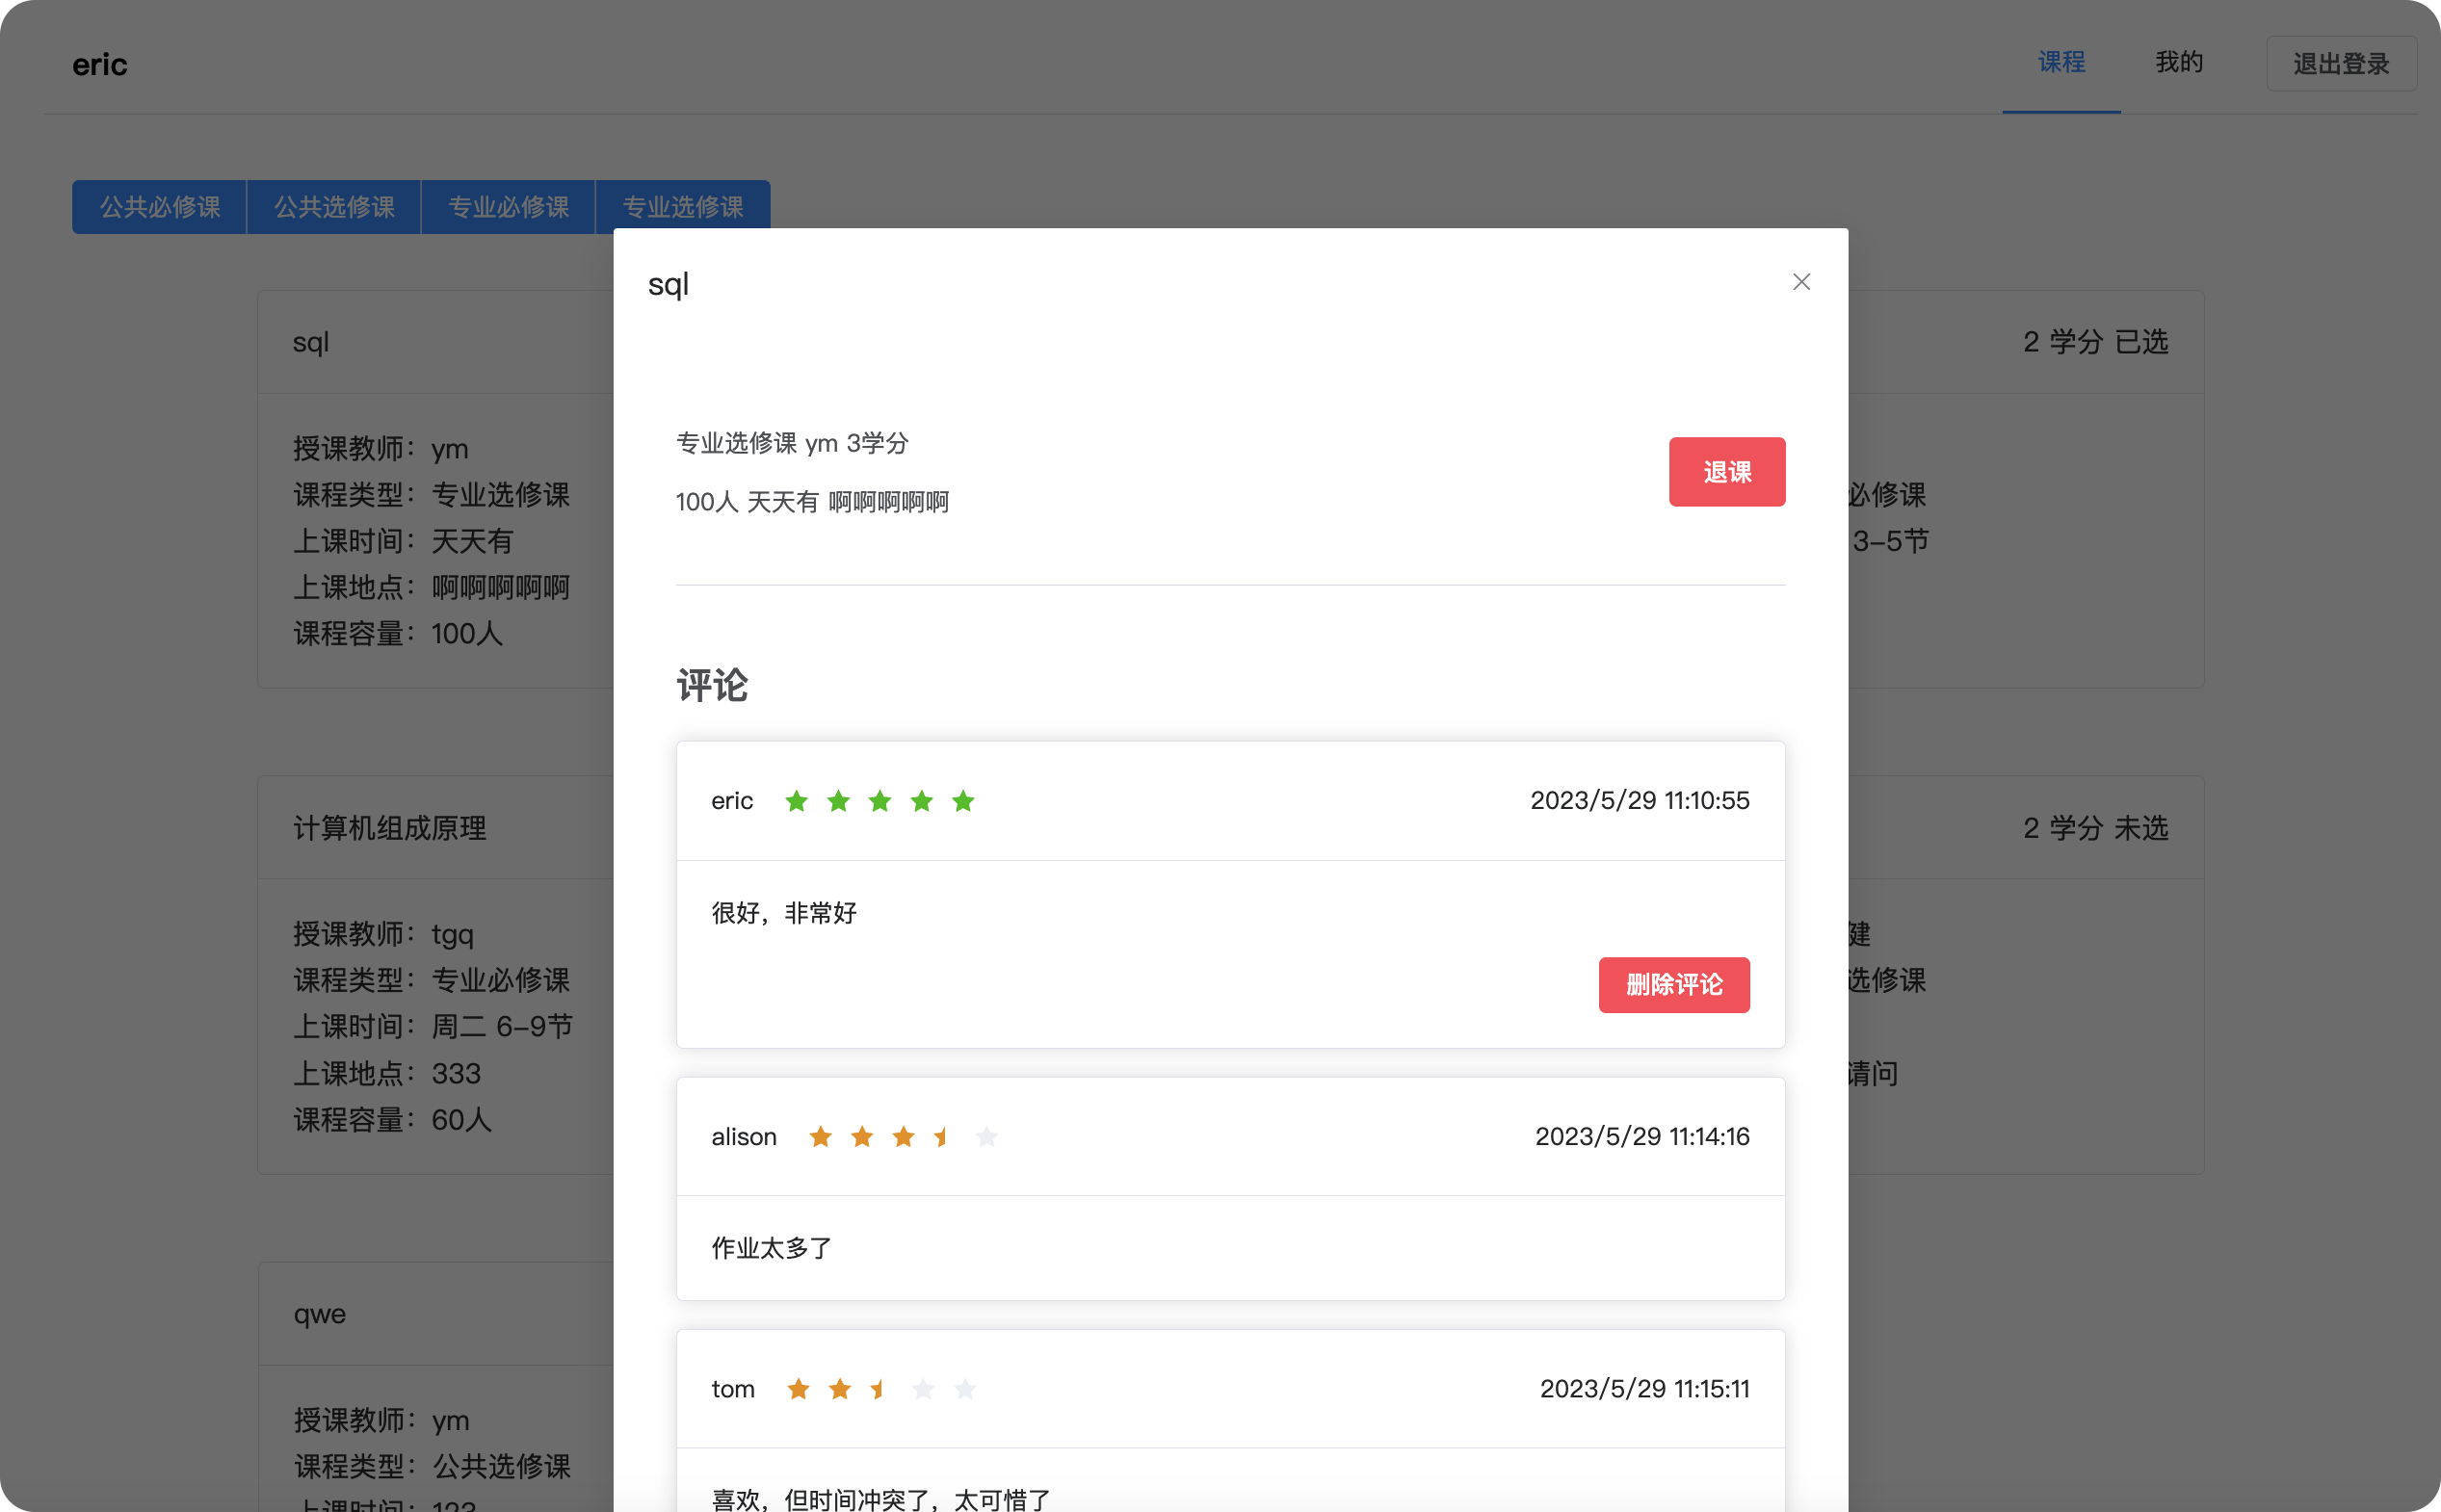 eric
课程 我的 退出登录
公共必修课 公共选修课 专业必修课 专业选修课
sql
2 学分 已选
授课教师：ym
课程类型：专业选修课
上课时间：天天有
上课地点：啊啊啊啊啊
课程容量：100人
必修课
3-5节
计算机组成原理
2 学分 未选
授课教师：tgq
课程类型：专业必修课
上课时间：周二 6-9节
上课地点：333
课程容量：60人
建
选修课
请问
qwe
授课教师：ym
课程类型：公共选修课
上课时间：123
sql
专业选修课 ym 3学分
退课
100人 天天有 啊啊啊啊啊
评论
eric 2023/5/29 11:10:55
很好，非常好
删除评论
alison 2023/5/29 11:14:16
作业太多了
tom 2023/5/29 11:15:11
喜欢，但时间冲突了，太可惜了